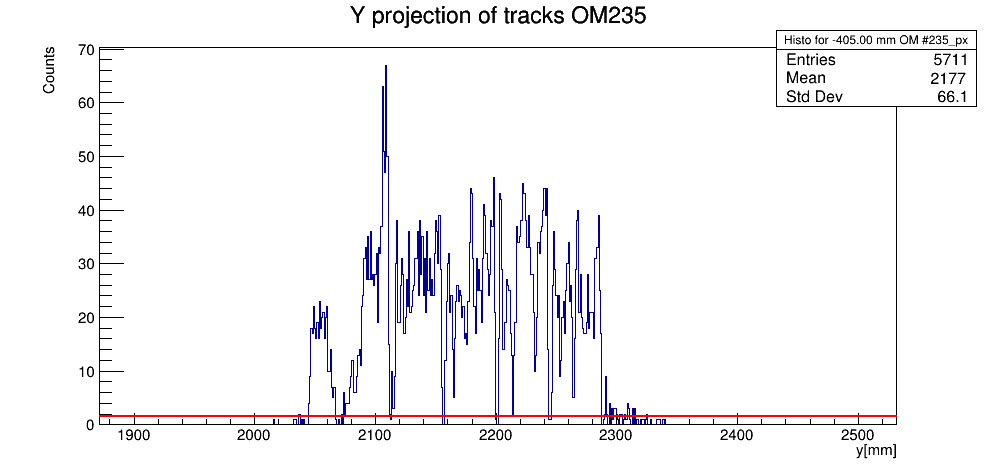 Y projection of tracks OM235
Histo for -405.00 mm OM #235_px
Entries 5711
Mean 2177
Std Dev 66.1
Counts
70
60
50
40
30
20
10
0
1900 2000 2100 2200 2300 2400 2500
y[mm]